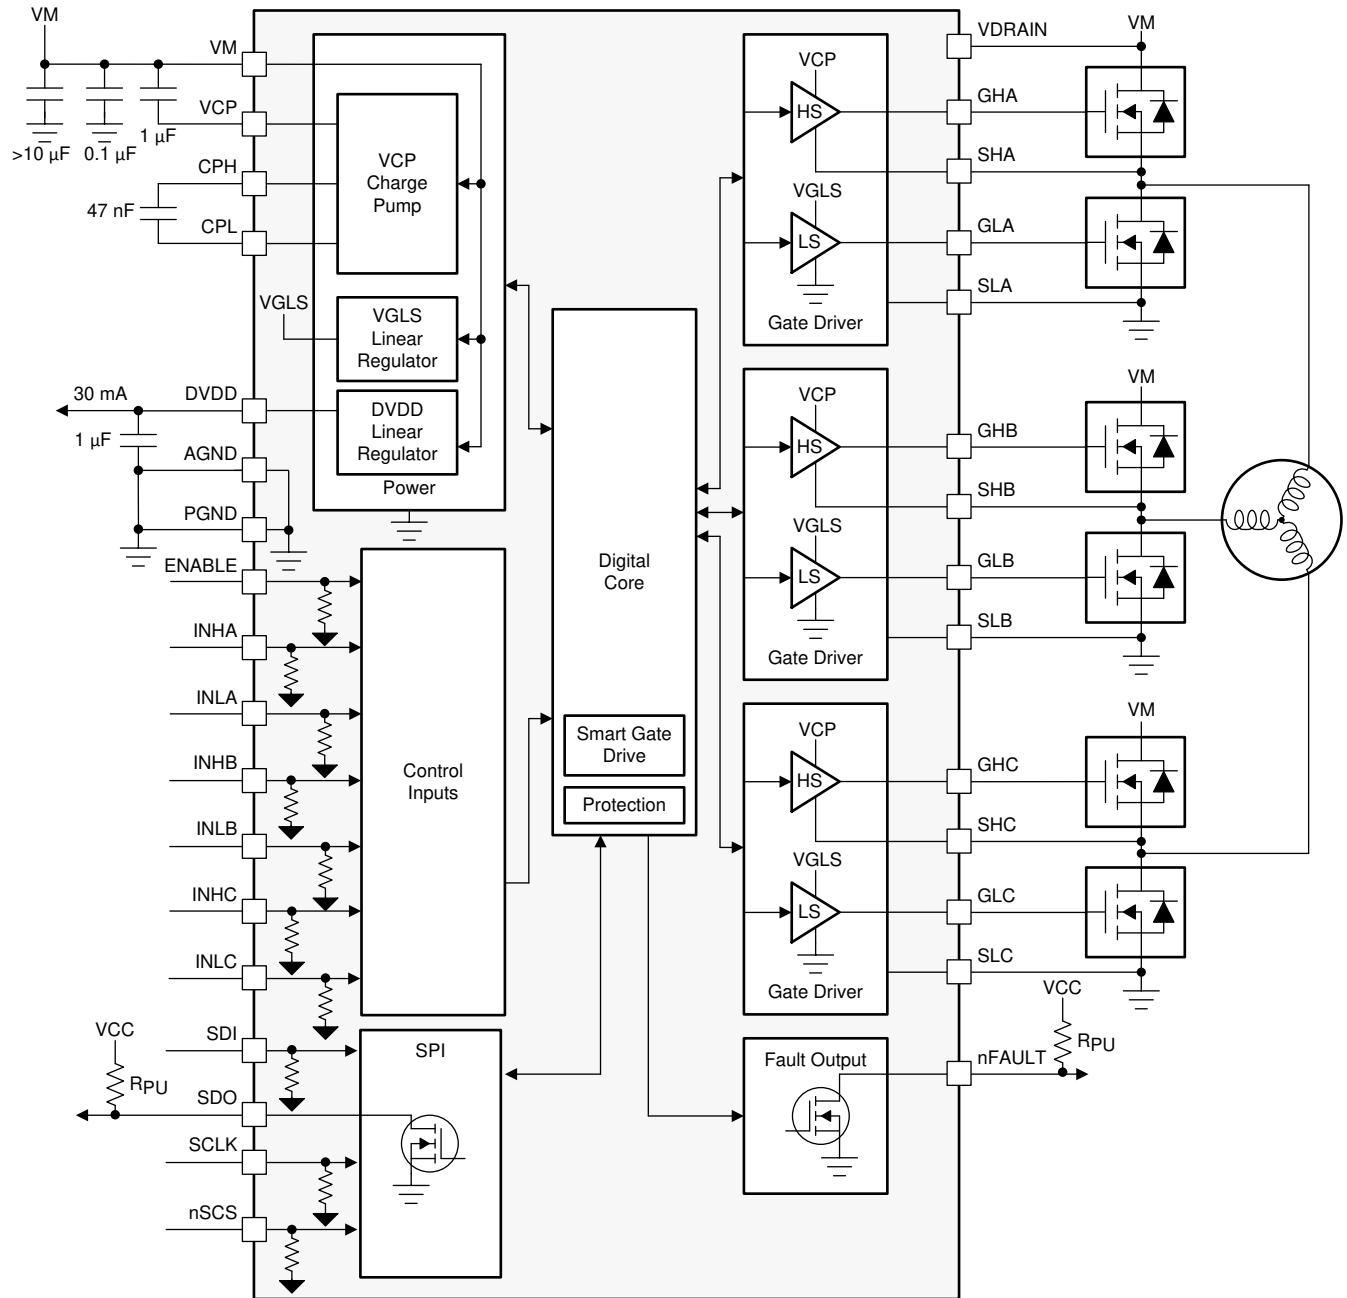 VM
VM
VCP
>10 µF
0.1 µF
1 µF
CPH
47 nF
CPL
VCP
Charge
Pump
VGLS
VGLS
Linear
Regulator
30 mA
DVDD
1 µF
DVDD
Linear
Regulator
AGND
Power
PGND
ENABLE
INHA
INLA
INHB
INLB
INHC
INLC
Control
Inputs
SDI
VCC
RPU
SDO
SCLK
nSCS
SPI
Digital
Core
Smart Gate
Drive
Protection
VCP
HS
VGLS
LS
Gate Driver
VCP
HS
VGLS
LS
Gate Driver
VCP
HS
VGLS
LS
Gate Driver
Fault Output
VDRAIN
VM
GHA
SHA
GLA
SLA
VM
GHB
SHB
GLB
SLB
VM
GHC
SHC
GLC
SLC
VCC
RPU
nFAULT